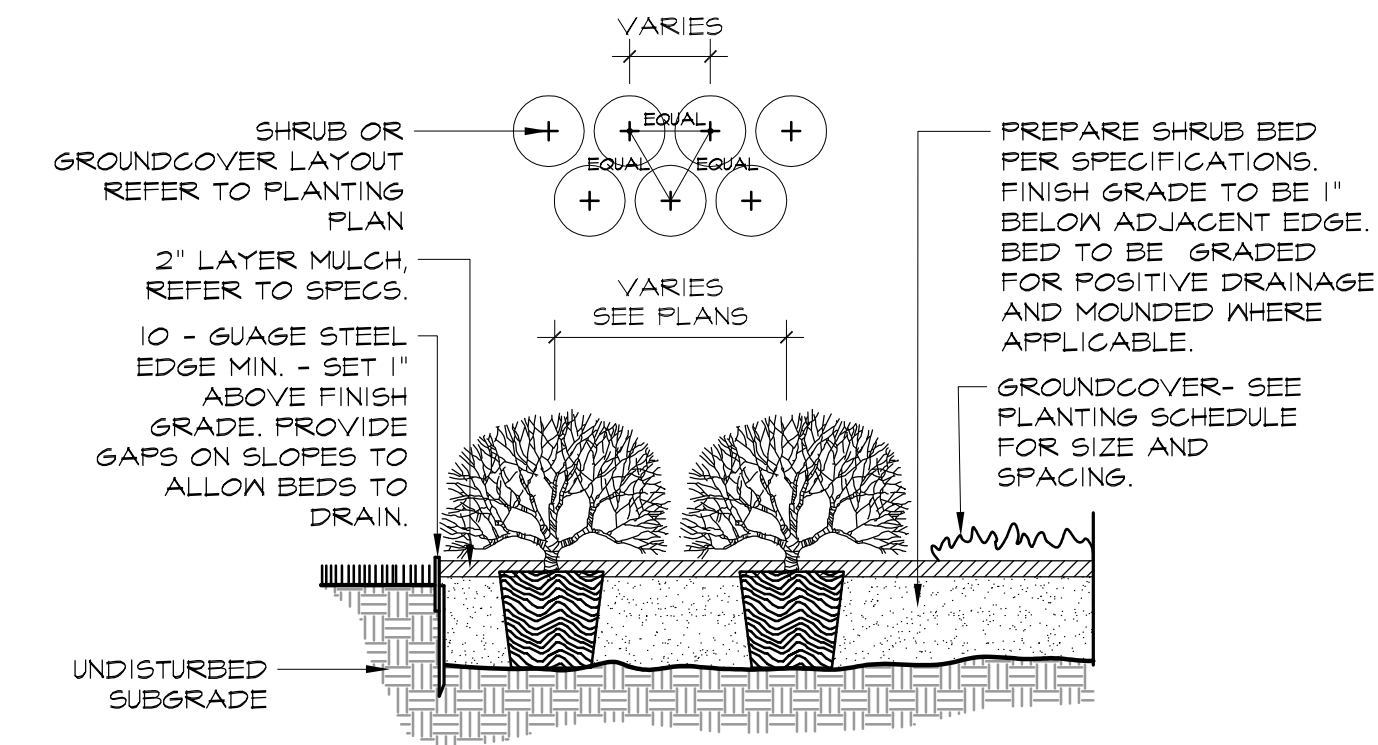 VARIES
EQUAL
EQUAL
EQUAL
SHRUB OR
GROUNDCOVER LAYOUT
REFER TO PLANTING
PLAN
2" LAYER MULCH,
REFER TO SPECS.
10 - GUAGE STEEL
EDGE MIN. - SET 1"
ABOVE FINISH
GRADE. PROVIDE
GAPS ON SLOPES TO
ALLOW BEDS TO
DRAIN.
UNDISTURBED
SUBGRADE
VARIES
SEE PLANS
PREPARE SHRUB BED
PER SPECIFICATIONS.
FINISH GRADE TO BE 1"
BELOW ADJACENT EDGE.
BED TO BE GRADED
FOR POSITIVE DRAINAGE
AND MOUNDED WHERE
APPLICABLE.
GROUNDCOVER- SEE
PLANTING SCHEDULE
FOR SIZE AND
SPACING.